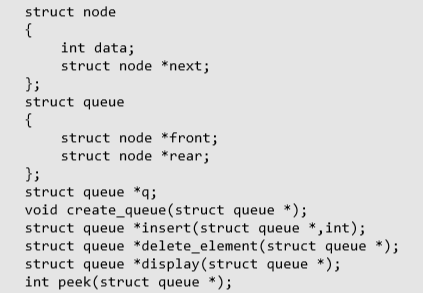 struct node
{
int data;
struct node *next;
};
struct queue
{
struct node *front;
struct node *rear;
};
struct queue *q;
void create_queue(struct queue *);
struct queue *insert(struct queue *,int);
struct queue *delete_element(struct queue *);
struct queue *display(struct queue *);
int peek(struct queue *);